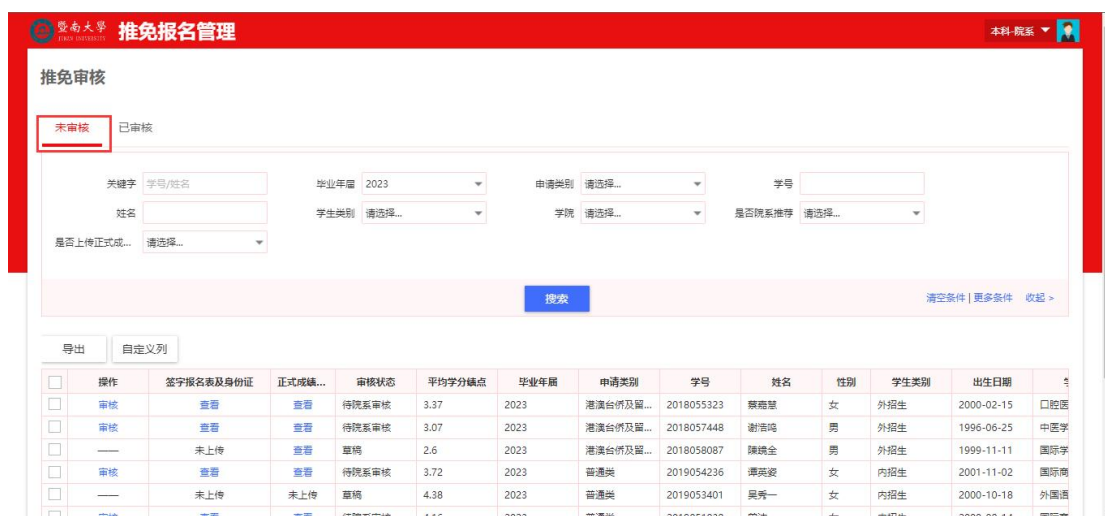 暨南大學 推免报名管理 本科-院系
JINAN UNIVERSITY
推免审核
未审核 已审核
关键字 学号/姓名 毕业年届 2023 申请类别 请选择... 学号
姓名 学生类别 请选择... 学院 请选择... 是否院系推荐 请选择...
是否上传正式成... 请选择...
搜索 清空条件 | 更多条件 收起 >
导出 自定义列
操作 签字报名表及身份证 正式成绩... 审核状态 平均学分绩点 毕业年届 申请类别 学号 姓名 性别 学生类别 出生日期
审核 查看 查看 待院系审核 3.37 2023 港澳台侨及留... 2018055323 蔡嘉慧 女 外招生 2000-02-15 口腔医
审核 查看 查看 待院系审核 3.07 2023 港澳台侨及留... 2018057448 谢浩鸣 男 外招生 1996-06-25 中医学
—— 未上传 查看 草稿 2.6 2023 港澳台侨及留... 2018058087 陳鏡全 男 外招生 1999-11-11 国际学
审核 查看 查看 待院系审核 3.72 2023 普通类 2019054236 谭英姿 女 内招生 2001-11-02 国际商
—— 未上传 未上传 草稿 4.38 2023 普通类 2019053401 吴秀一 女 内招生 2000-10-18 外国语